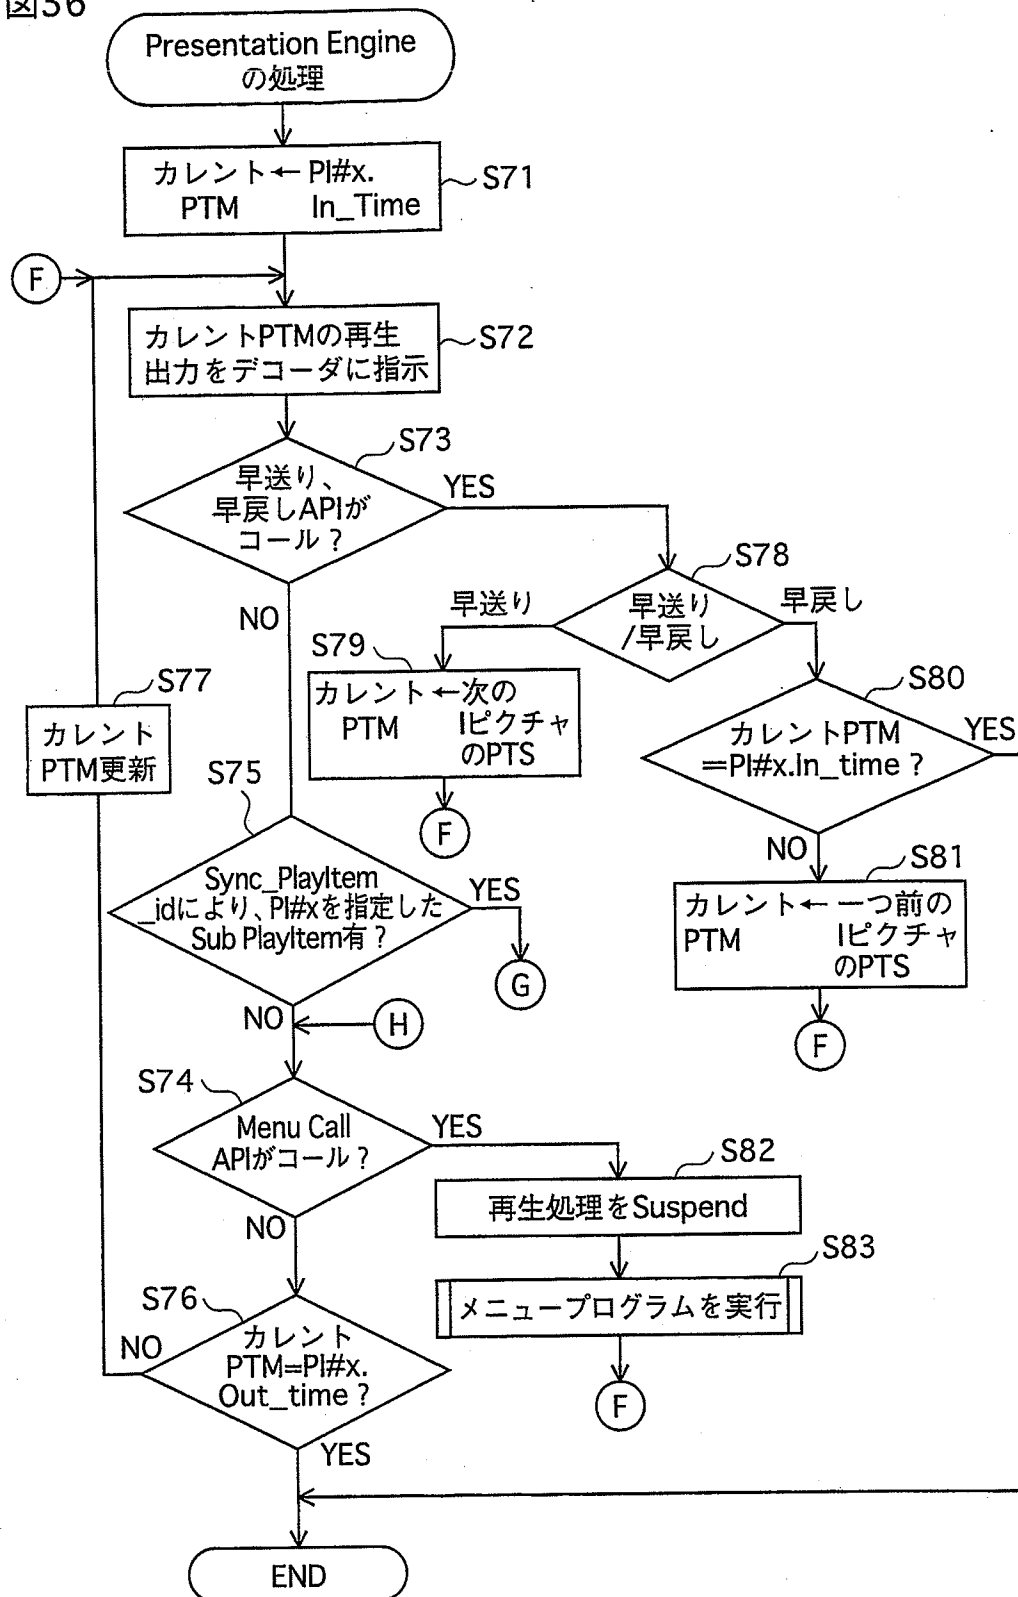 図36
Presentation Engine
の処理
カレント← PI#x.
PTM In_Time
S71
F
カレントPTMの再生
出力をデコーダに指示
S72
S73
早送り、
早戻しAPIが
コール？
YES
NO
S78
早送り
/早戻し
早送り
早戻し
S79
カレント←次の
PTM Iピクチャ
のPTS
F
S80
カレントPTM
=PI#x.In_time？
YES
NO
S81
カレント← 一つ前の
PTM Iピクチャ
のPTS
F
S77
カレント
PTM更新
S75
Sync_PlayItem
_idにより、PI#xを指定した
Sub PlayItem有？
YES
G
NO
H
S74
Menu Call
APIがコール？
YES
NO
S82
再生処理をSuspend
S83
メニュープログラムを実行
F
S76
カレント
PTM=PI#x.
Out_time？
NO
YES
END